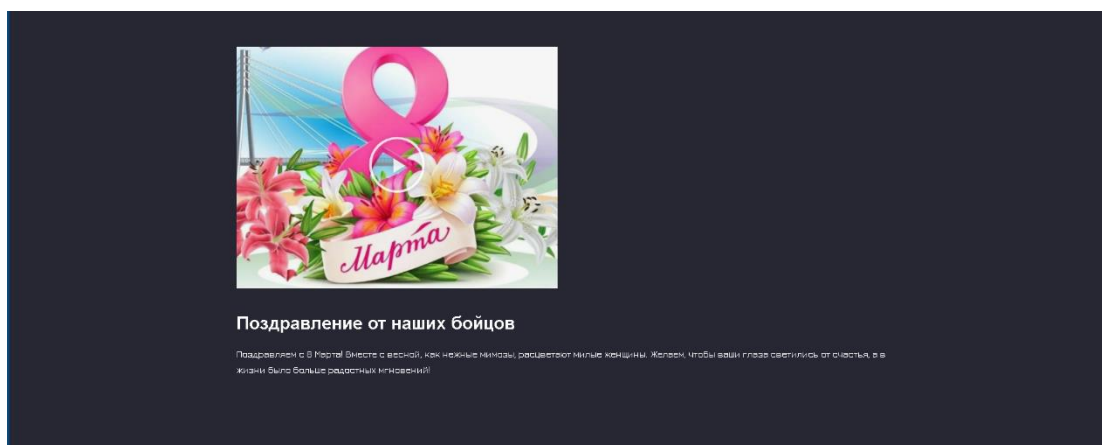 8
Марта
Поздравление от наших бойцов
Поздравляем с 8 Марта! Вместе с весной, как нежные мимозы, расцветают милые женщины. Желаем, чтобы ваши глаза светились от счастья, а в
жизни было больше радостных мгновений!